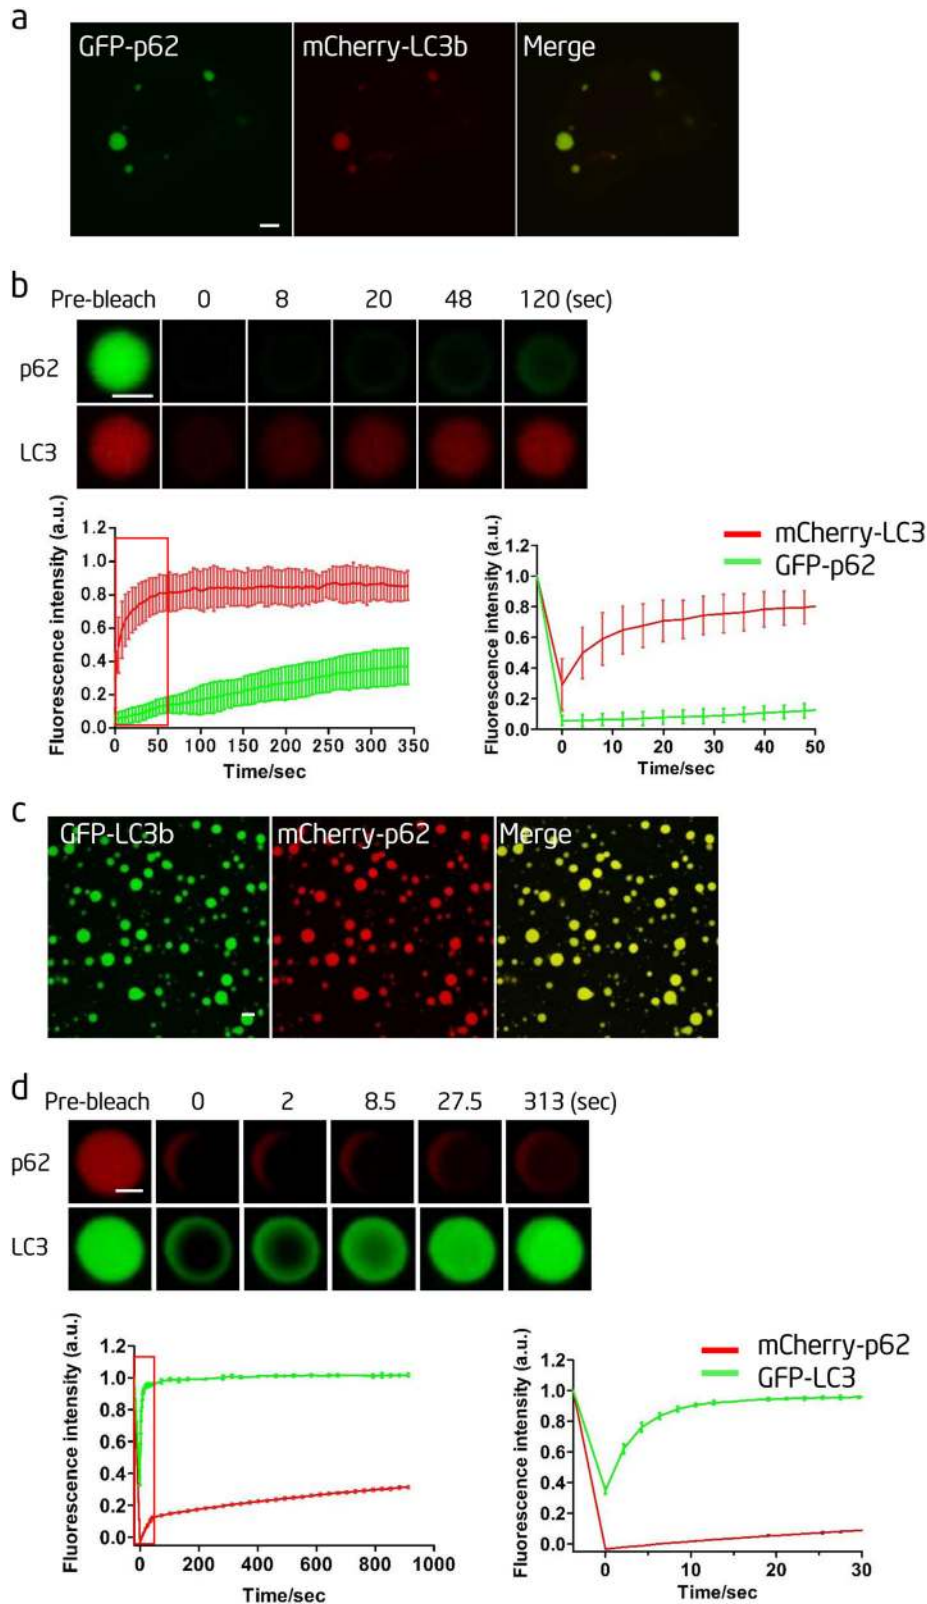 a
GFP-p62 mCherry-LC3b Merge
b
Pre-bleach 0 8 20 48 120 (sec)
p62
LC3
mCherry-LC3
GFP-p62
Fluorescence intensity (a.u.)
1.2
1.0
0.8
0.6
0.4
0.2
0.0
0 50 100 150 200 250 300 350
Time/sec
Fluorescence intensity (a.u.)
1.2
1.0
0.8
0.6
0.4
0.2
0.0
0 10 20 30 40 50
Time/sec
c
GFP-LC3b mCherry-p62 Merge
d
Pre-bleach 0 2 8.5 27.5 313 (sec)
p62
LC3
mCherry-p62
GFP-LC3
Fluorescence intensity (a.u.)
1.2
1.0
0.8
0.6
0.4
0.2
0.0
0 200 400 600 800 1000
Time/sec
Fluorescence intensity (a.u.)
1.2
1.0
0.8
0.6
0.4
0.2
0.0
0 10 20 30
Time/sec